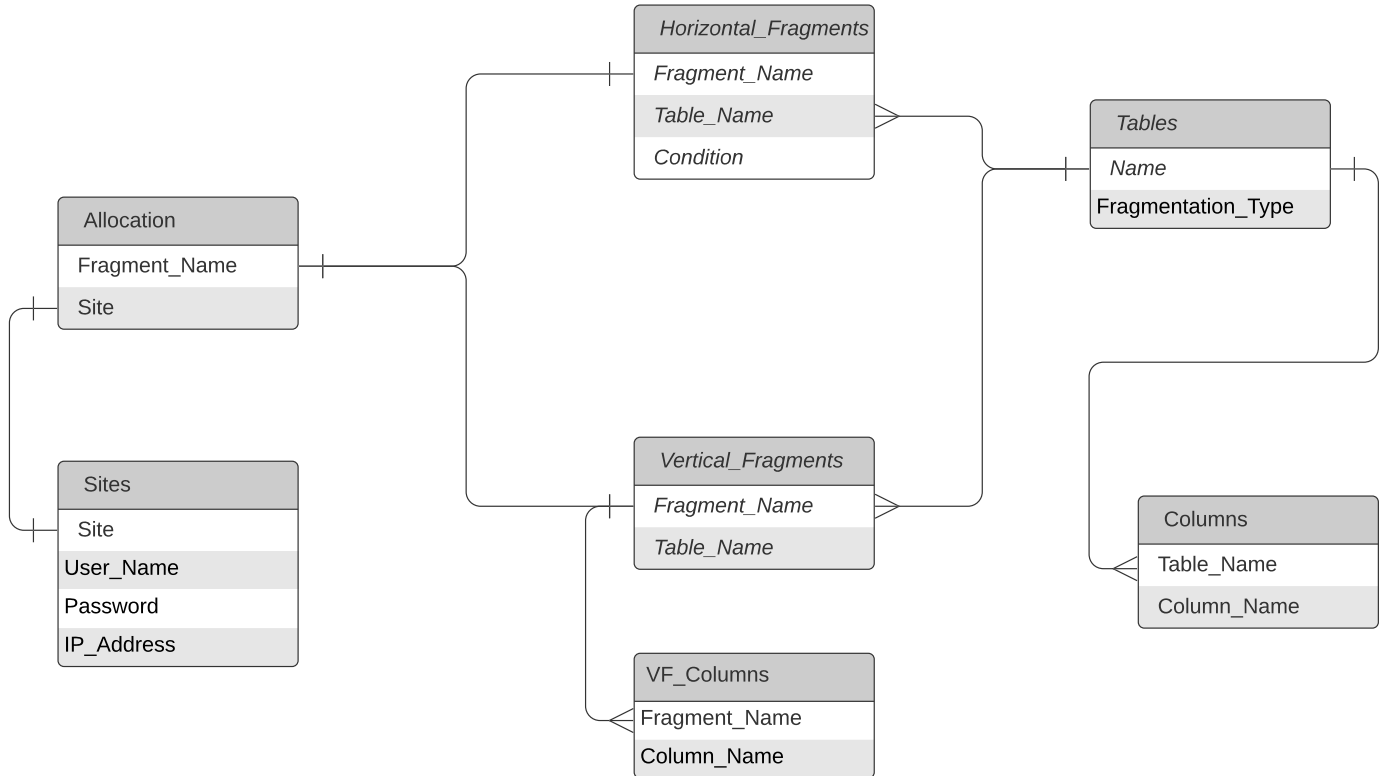 Horizontal_Fragments
Fragment_Name
Table_Name
Condition
Tables
Name
Fragmentation_Type
Allocation
Fragment_Name
Site
Sites
Site
User_Name
Password
IP_Address
Vertical_Fragments
Fragment_Name
Table_Name
Columns
Table_Name
Column_Name
VF_Columns
Fragment_Name
Column_Name